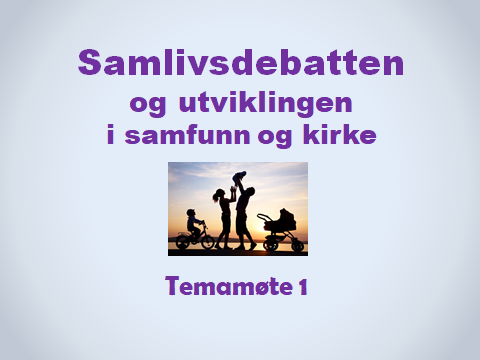 Samlivsdebatten
og utviklingen
i samfunn og kirke
Temamøte 1